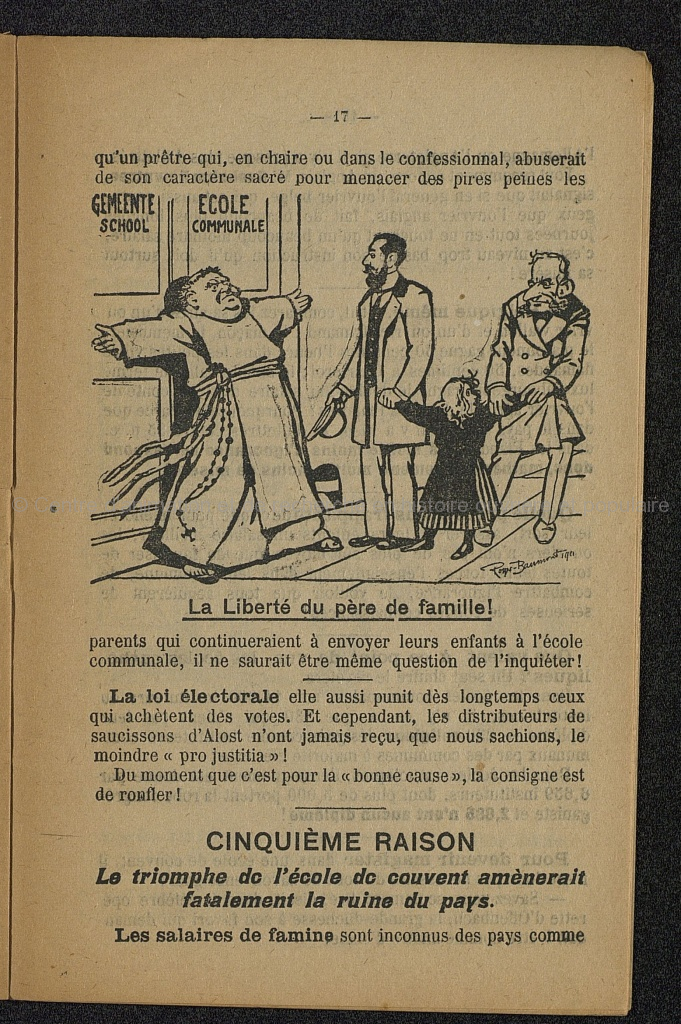 — 17 —
qu'un prêtre qui, en chaire ou dans le confessionnal, abuserait
de son caractère sacré pour menacer des pires peines les
GEMEENTE
SCHOOL
ECOLE
COMMUNALE
La Liberté du père de famille!
parents qui continueraient à envoyer leurs enfants à l'école
communale, il ne saurait être même question de l'inquiéter!
La loi électorale elle aussi punit dès longtemps ceux
qui achètent des votes. Et cependant, les distributeurs de
saucissons d'Alost n'ont jamais reçu, que nous sachions, le
moindre « pro justitia » !
Du moment que c'est pour la « bonne cause », la consigne est
de ronfler !
CINQUIÈME RAISON
Le triomphe de l'école de couvent amènerait
fatalement la ruine du pays.
Les salaires de famine sont inconnus des pays comme